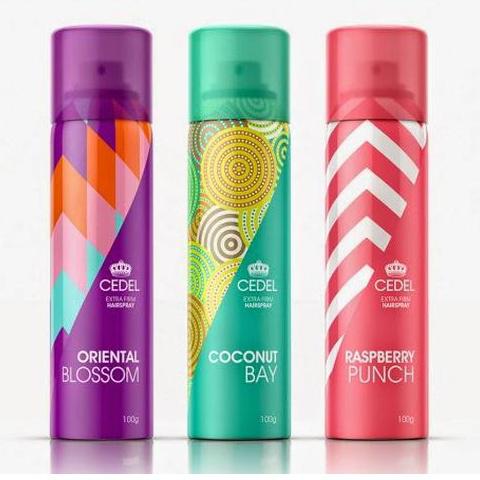 CEDEL
EXTRA FIRM
HAIRSPRAY
ORIENTAL
BLOSSOM
100g
CEDEL
EXTRA FIRM
HAIRSPRAY
COCONUT
BAY
100g
CEDEL
EXTRA FIRM
HAIRSPRAY
RASPBERRY
PUNCH
100g